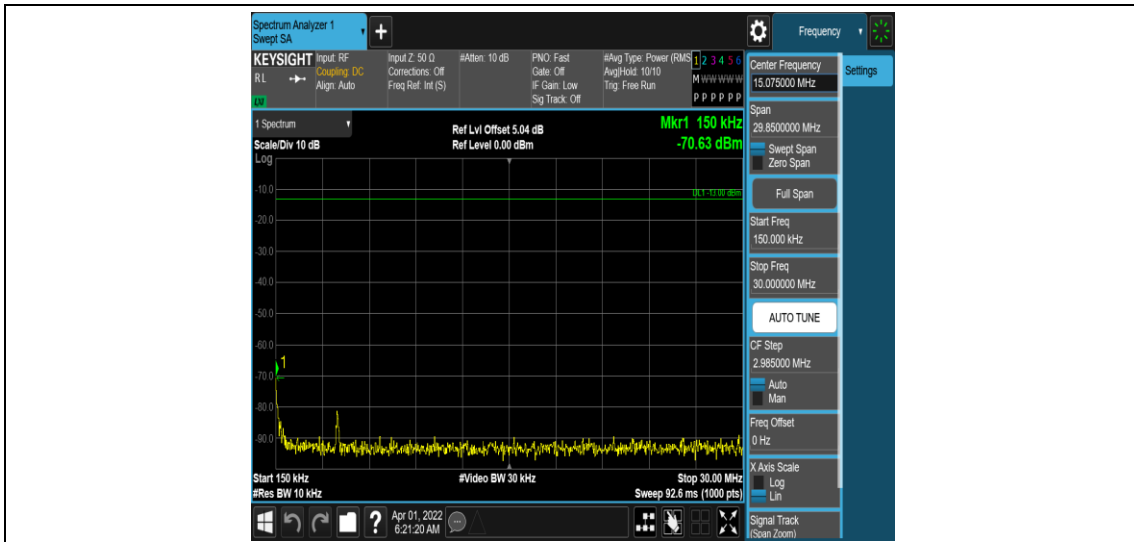 Spectrum Analyzer 1
Swept SA
+
Frequency
KEYSIGHT
RL
LXI
Input: RF
Coupling: DC
Align: Auto
Input Z: 50 Ω
Corrections: Off
Freq Ref: Int (S)
#Atten: 10 dB
PNO: Fast
Gate: Off
IF Gain: Low
Sig Track: Off
#Avg Type: Power (RMS
Avg|Hold: 10/10
Trig: Free Run
1 2 3 4 5 6
M W W W W W
P P P P P P
1 Spectrum
Scale/Div 10 dB
Ref Lvl Offset 5.04 dB
Ref Level 0.00 dBm
Mkr1 150 kHz
-70.63 dBm
Log
DL1 -13.00 dBm
-10.0
-20.0
-30.0
-40.0
-50.0
-60.0
1
-70.0
-80.0
-90.0
Start 150 kHz
#Video BW 30 kHz
Stop 30.00 MHz
#Res BW 10 kHz
Sweep 92.6 ms (1000 pts)
?
Apr 01, 2022
6:21:20 AM
Center Frequency
15.075000 MHz
Settings
Span
29.8500000 MHz
Swept Span
Zero Span
Full Span
Start Freq
150.000 kHz
Stop Freq
30.000000 MHz
AUTO TUNE
CF Step
2.985000 MHz
Auto
Man
Freq Offset
0 Hz
X Axis Scale
Log
Lin
Signal Track
(Span Zoom)